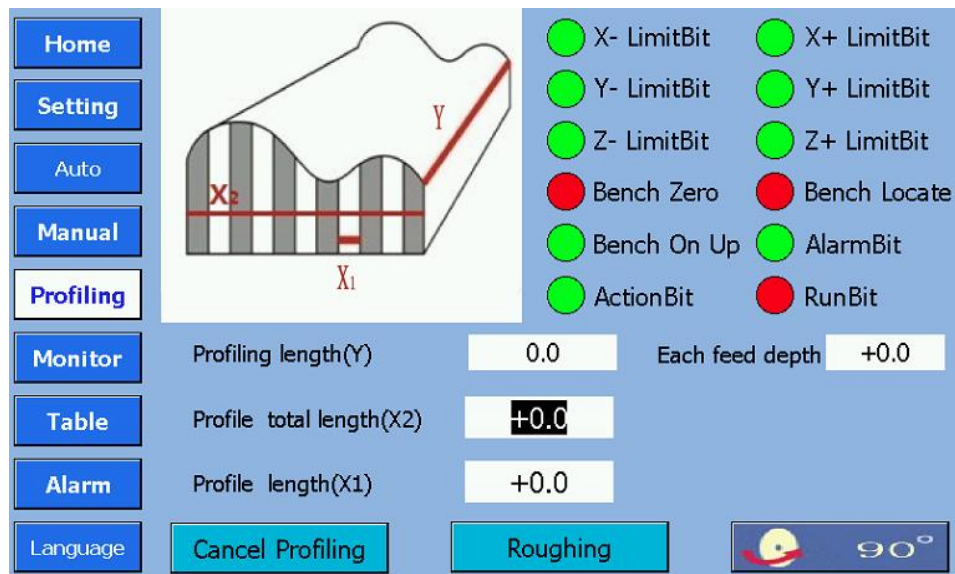 Home
Setting
Auto
Manual
Profiling
Monitor
Table
Alarm
Language
Y
X2
X1
X- LimitBit
X+ LimitBit
Y- LimitBit
Y+ LimitBit
Z- LimitBit
Z+ LimitBit
Bench Zero
Bench Locate
Bench On Up
AlarmBit
ActionBit
RunBit
Profiling length(Y) 0.0
Each feed depth +0.0
Profile total length(X2) +0.0
Profile length(X1) +0.0
Cancel Profiling
Roughing
90°